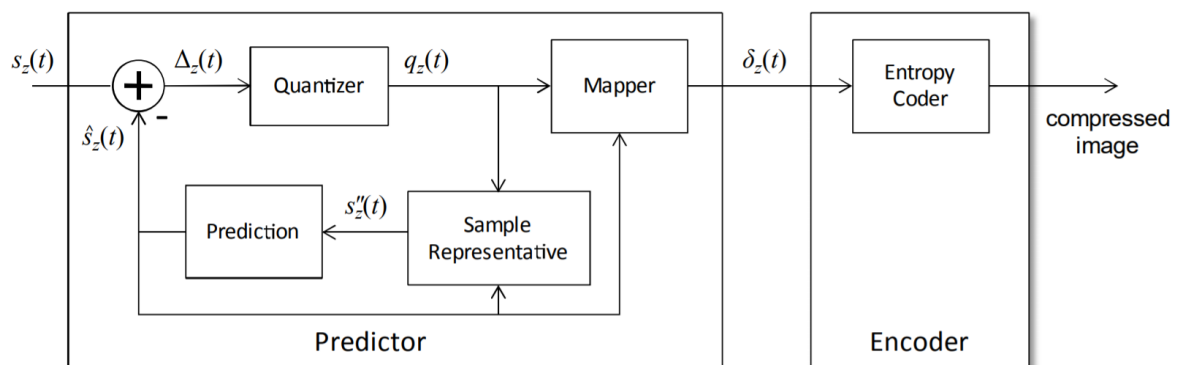 s_z(t)
Δ_z(t)
Quantizer
q_z(t)
Mapper
δ_z(t)
Entropy
Coder
compressed
image
+
-
ŝ_z(t)
Prediction
s″_z(t)
Sample
Representative
Predictor
Encoder